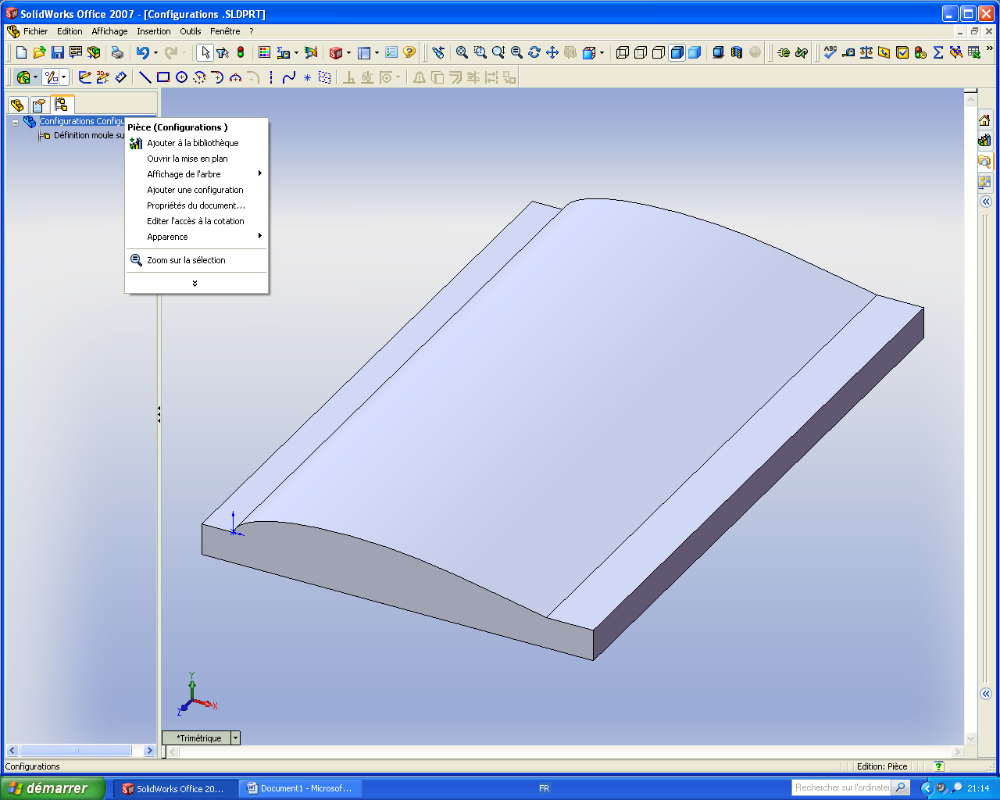 SolidWorks Office 2007 - [Configurations .SLDPRT]
Fichier Edition Affichage Insertion Outils Fenêtre ?
Configurations Configu
Définition moule su
Pièce (Configurations )
Ajouter à la bibliothèque
Ouvrir la mise en plan
Affichage de l'arbre
Ajouter une configuration
Propriétés du document...
Editer l'accès à la cotation
Apparence
Zoom sur la sélection
Y
X
Z
*Trimétrique
Configurations
Edition: Pièce
démarrer
SolidWorks Office 20...
Document1 - Microsof...
FR
Rechercher sur l'ordinateu
21:14